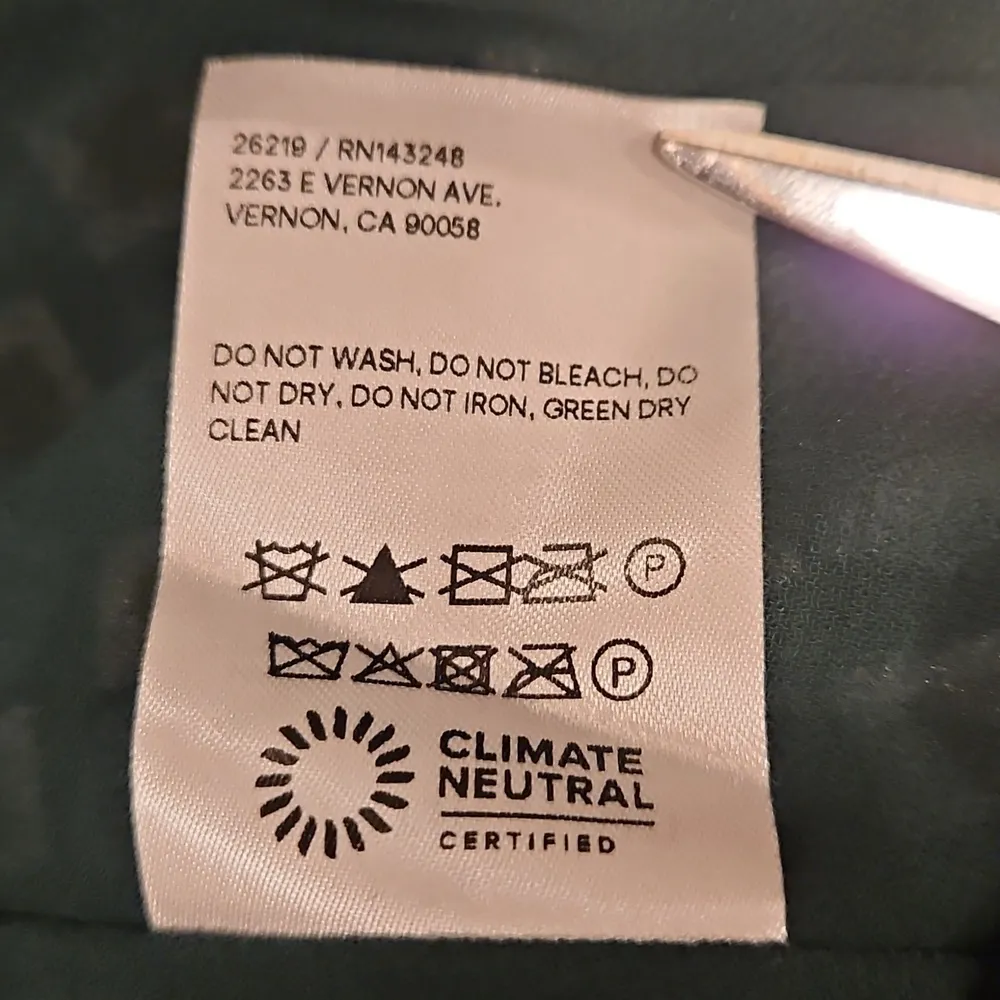 26219 / RN143248
2263 E VERNON AVE.
VERNON, CA 90058
DO NOT WASH, DO NOT BLEACH, DO
NOT DRY, DO NOT IRON, GREEN DRY
CLEAN
P
P
CLIMATE
NEUTRAL
CERTIFIED